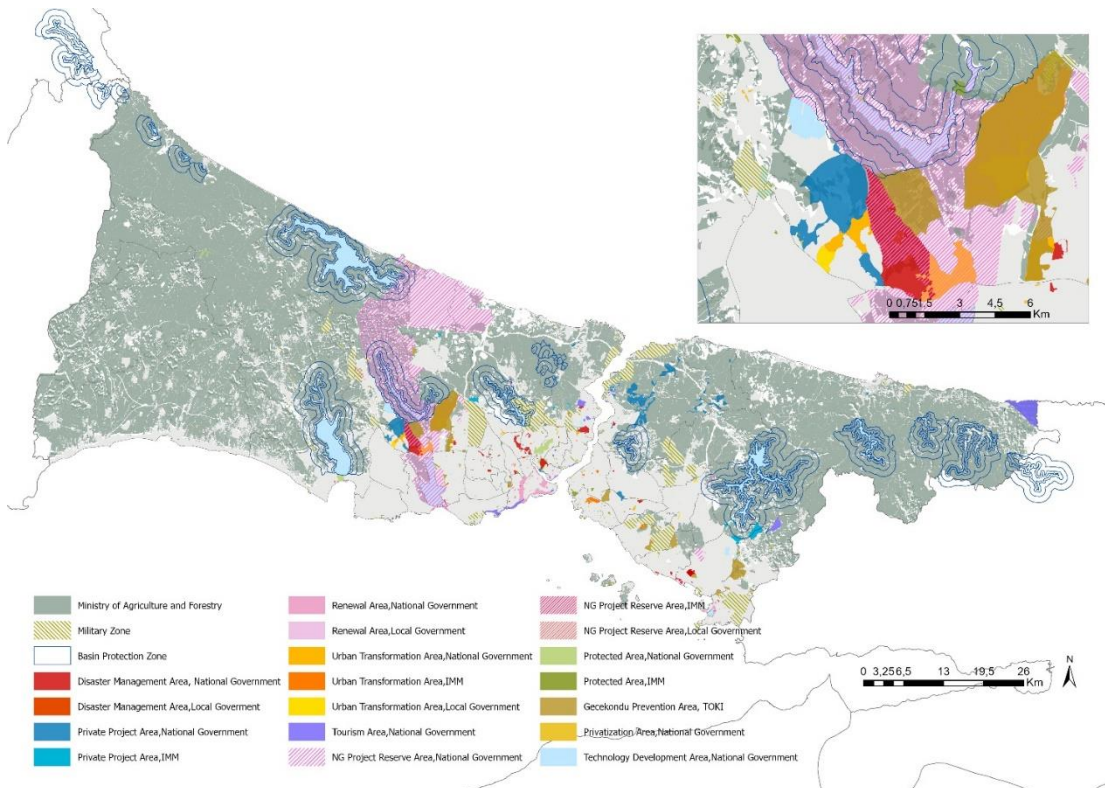 0 0,751,5 3 4,5 6
Km
Ministry of Agriculture and Forestry
Military Zone
Basin Protection Zone
Disaster Management Area, National Government
Disaster Management Area,Local Goverment
Private Project Area,National Government
Private Project Area,IMM
Renewal Area,National Government
Renewal Area,Local Government
Urban Transformation Area,National Government
Urban Transformation Area,IMM
Urban Transformation Area,Local Government
Tourism Area,National Government
NG Project Reserve Area,National Government
NG Project Reserve Area,IMM
NG Project Reserve Area,Local Government
Protected Area,National Government
Protected Area,IMM
Gecekondu Prevention Area, TOKI
Privatization Area,National Government
Technology Development Area,National Government
0 3,256,5 13 19,5 26
Km
N